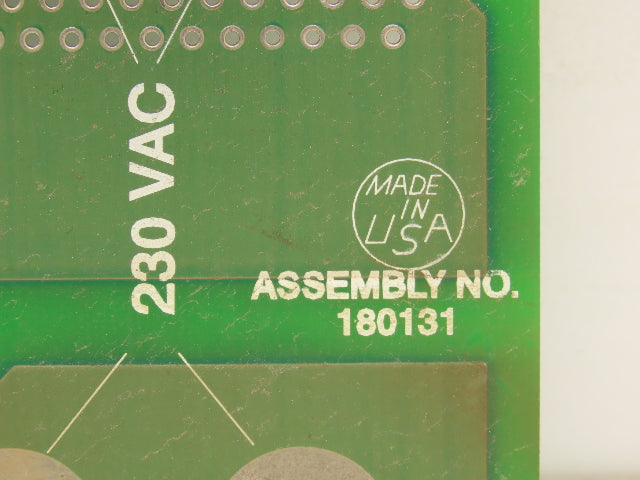 230 VAC
MADE
IN
USA
ASSEMBLY NO.
180131